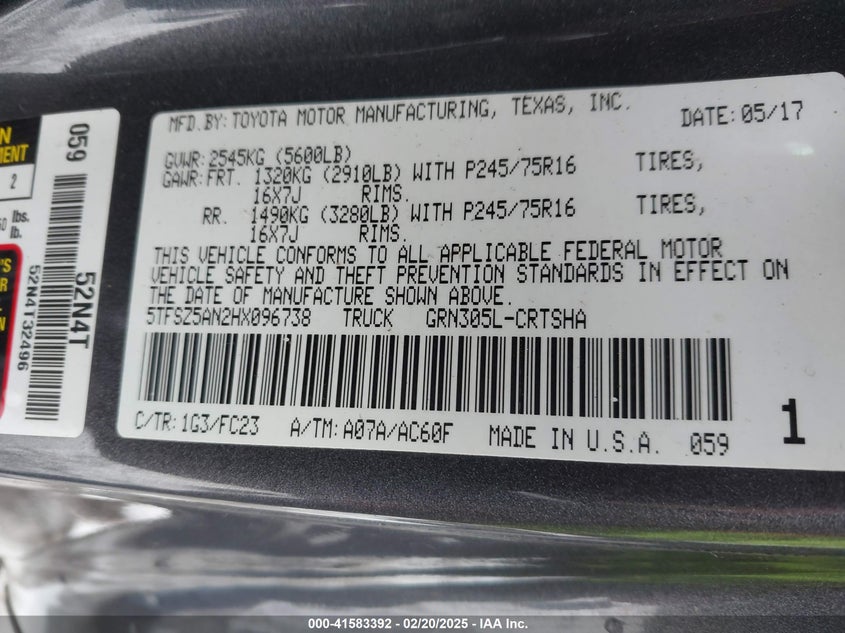 MFD.BY:TOYOTA MOTOR MANUFACTURING, TEXAS, INC. DATE:05/17
GVWR:2545KG (5600LB)
GAWR:FRT. 1320KG (2910LB) WITH P245/75R16 TIRES,
16X7J RIMS.
RR. 1490KG (3280LB) WITH P245/75R16 TIRES,
16X7J RIMS.
THIS VEHICLE CONFORMS TO ALL APPLICABLE FEDERAL MOTOR
VEHICLE SAFETY AND THEFT PREVENTION STANDARDS IN EFFECT ON
THE DATE OF MANUFACTURE SHOWN ABOVE.
5TFSZ5AN2HX096738 TRUCK GRN305L-CRTSHA
C/TR:1G3/FC23 A/TM:A07A/AC60F MADE IN U.S.A. 059
1
059
52N4T
52N4T32496
2
lbs.
lb.
000-41583392 - 02/20/2025 - IAA Inc.